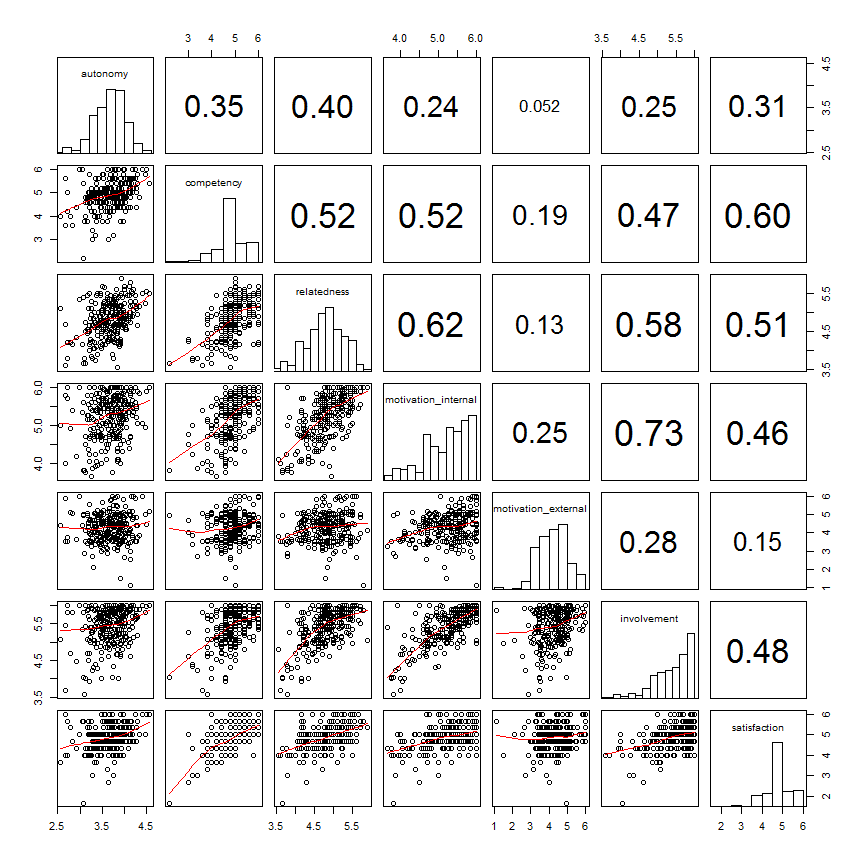 3 4 5 6 3.6 4.8 6.0 3.5 5.5
autonomy 0.35 0.40 0.24 0.052 0.25 0.31 2.5 3.5 4.5
3 4 5 6 competency 0.52 0.52 0.19 0.47 0.60
relatedness 0.62 0.13 0.58 0.51 3.5 4.5 5.5
4.0 5.0 6.0 motivation_internal 0.25 0.73 0.46
motivation_external 0.28 0.15 1 2 3 4 5 6
3.5 4.5 5.5 involvement 0.48
satisfaction 2 3 4 5 6
2.5 3.5 4.5 3.5 4.5 5.5 1 2 3 4 5 6 2 3 4 5 6